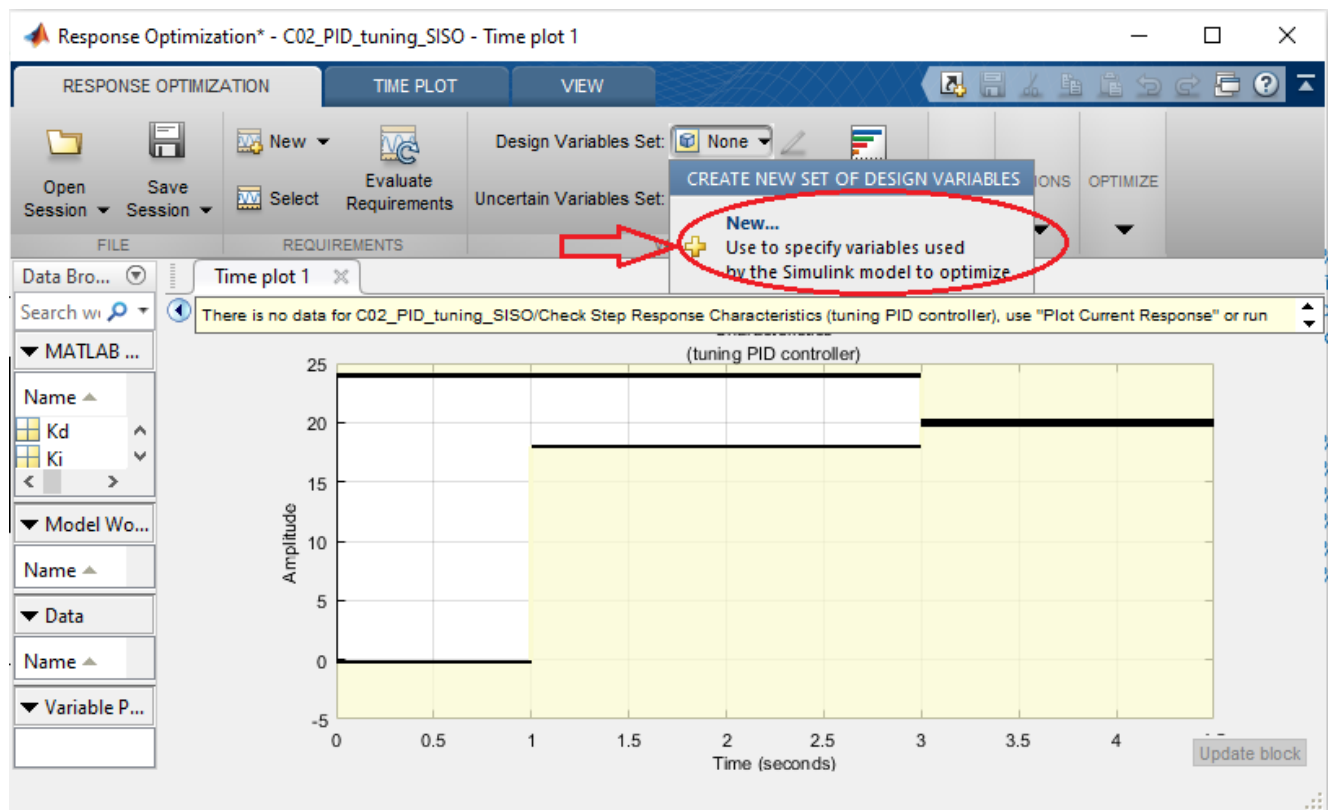 Response Optimization* - C02_PID_tuning_SISO - Time plot 1
RESPONSE OPTIMIZATION
TIME PLOT
VIEW
Open
Session
Save
Session
New
Select
Evaluate
Requirements
Design Variables Set:
None
Uncertain Variables Set:
CREATE NEW SET OF DESIGN VARIABLES
New...
Use to specify variables used
by the Simulink model to optimize
IONS
OPTIMIZE
FILE
REQUIREMENTS
Data Bro...
Time plot 1
Search
There is no data for C02_PID_tuning_SISO/Check Step Response Characteristics (tuning PID controller), use "Plot Current Response" or run
MATLAB ...
Name
Kd
Ki
Model Wo...
Name
Data
Name
Variable P...
(tuning PID controller)
25
20
15
10
5
0
-5
Amplitude
0 0.5 1 1.5 2 2.5 3 3.5 4
Time (seconds)
Update block